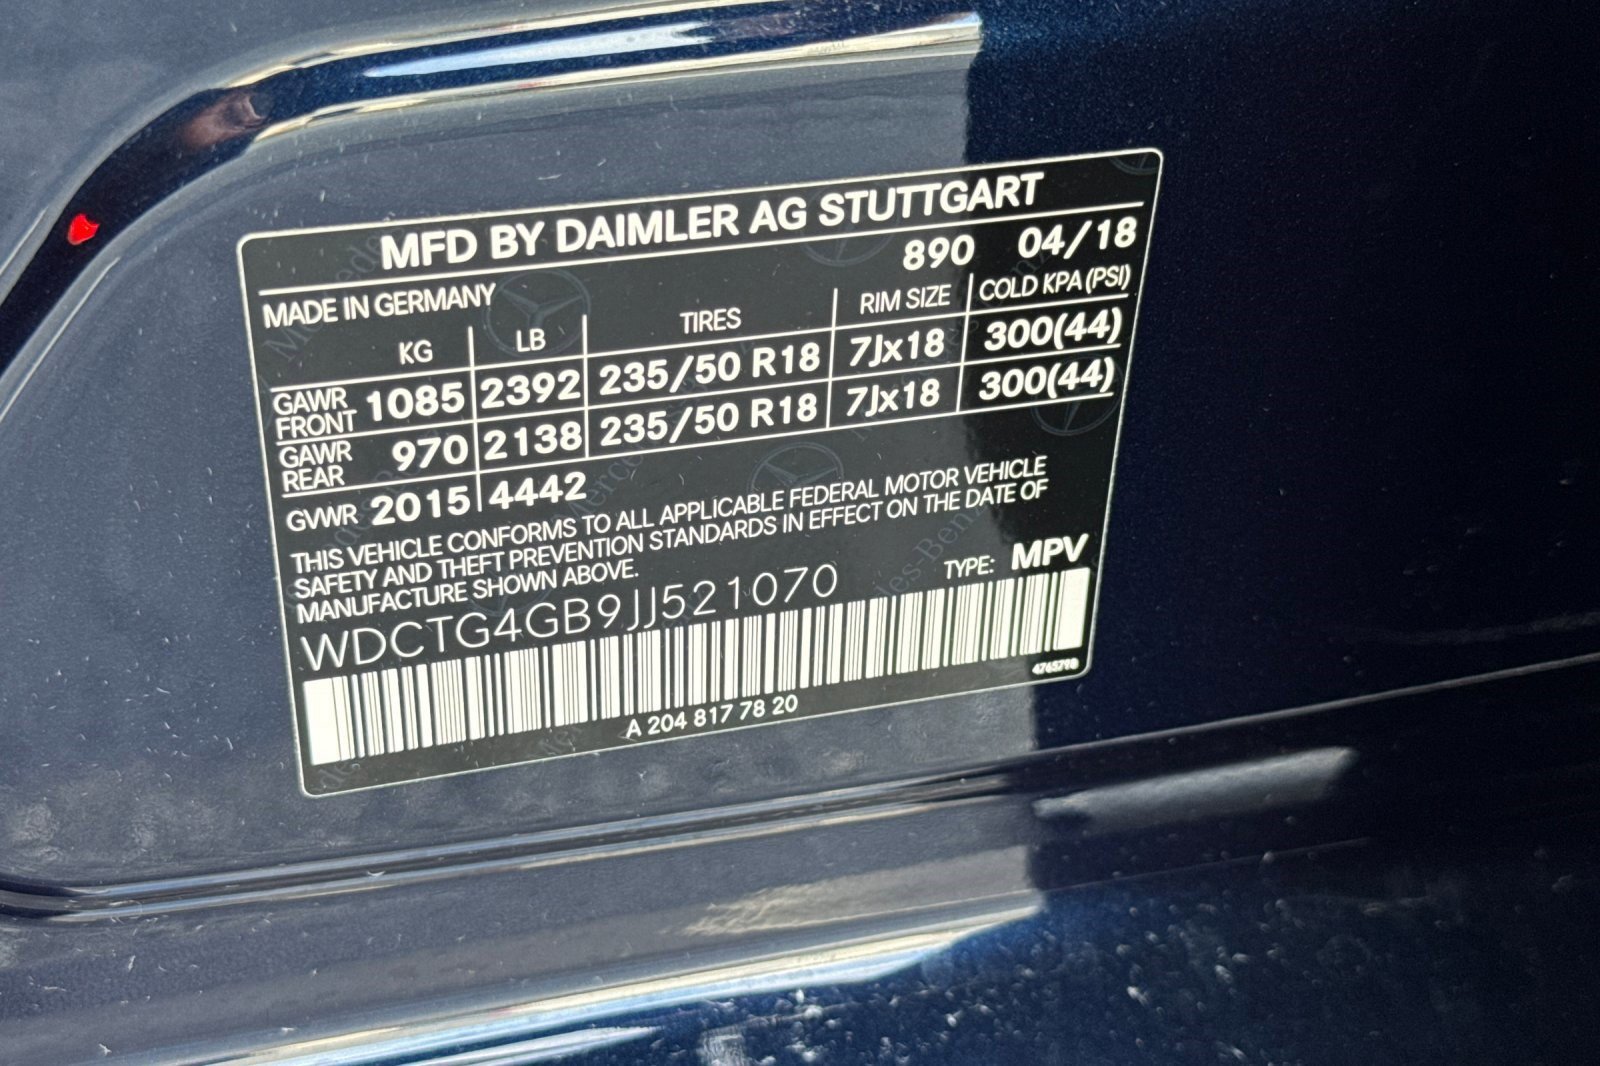 MFD BY DAIMLER AG STUTTGART
MADE IN GERMANY 890 04/18
KG LB TIRES RIM SIZE COLD KPA (PSI)
GAWR FRONT 1085 2392 235/50 R18 7Jx18 300(44)
GAWR REAR 970 2138 235/50 R18 7Jx18 300(44)
GVWR 2015 4442
THIS VEHICLE CONFORMS TO ALL APPLICABLE FEDERAL MOTOR VEHICLE
SAFETY AND THEFT PREVENTION STANDARDS IN EFFECT ON THE DATE OF
MANUFACTURE SHOWN ABOVE.
WDCTG4GB9JJ521070 TYPE: MPV
4765798
A 204 817 78 20